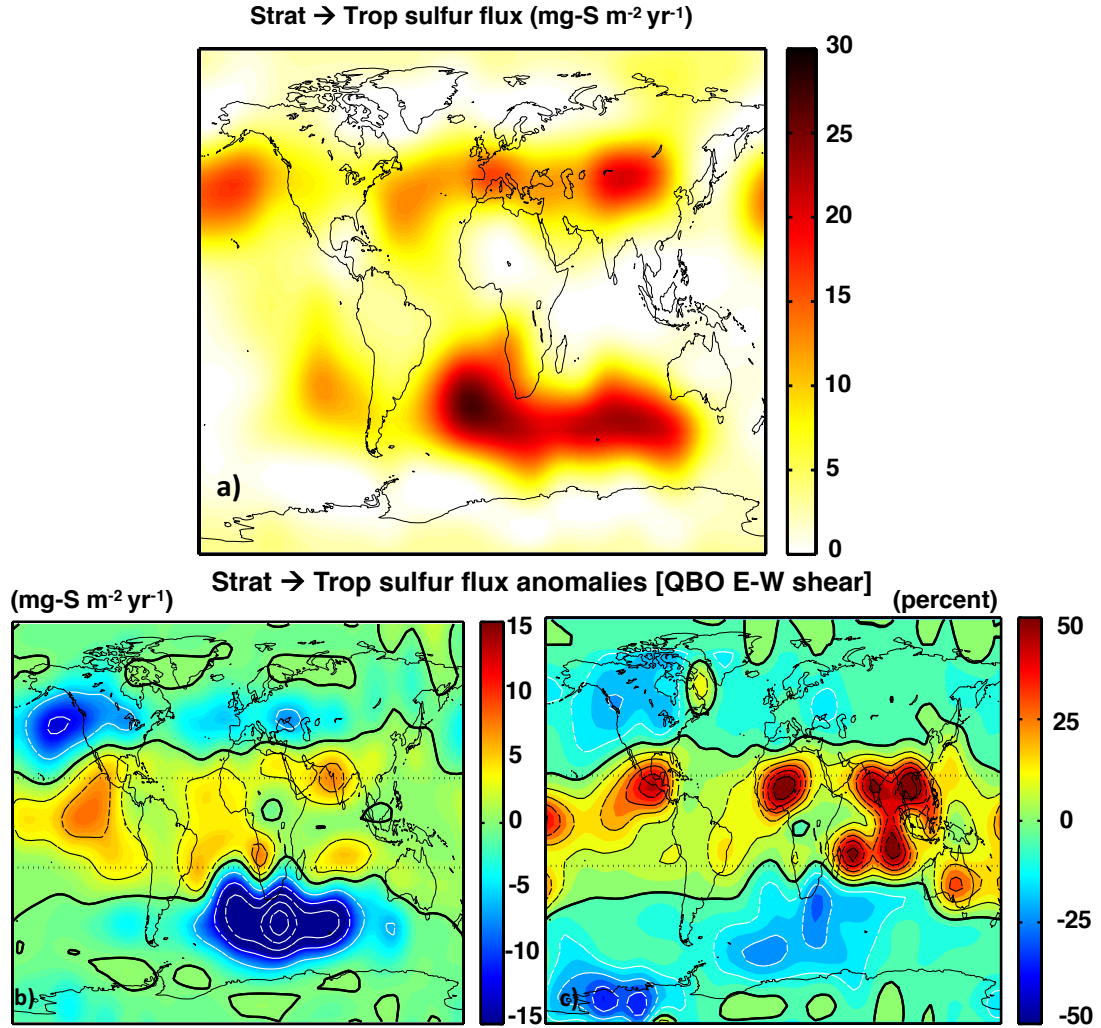 Strat → Trop sulfur flux (mg-S m⁻² yr⁻¹)
30
25
20
15
10
5
0
a)
Strat → Trop sulfur flux anomalies [QBO E-W shear]
(mg-S m⁻² yr⁻¹)
(percent)
15
10
5
0
-5
-10
-15
b)
50
25
0
-25
-50
c)